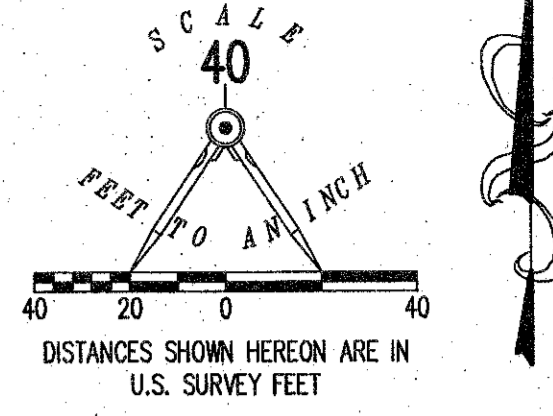 SCALE
40
FEET TO AN INCH
40 20 0 40
DISTANCES SHOWN HEREON ARE IN
U.S. SURVEY FEET